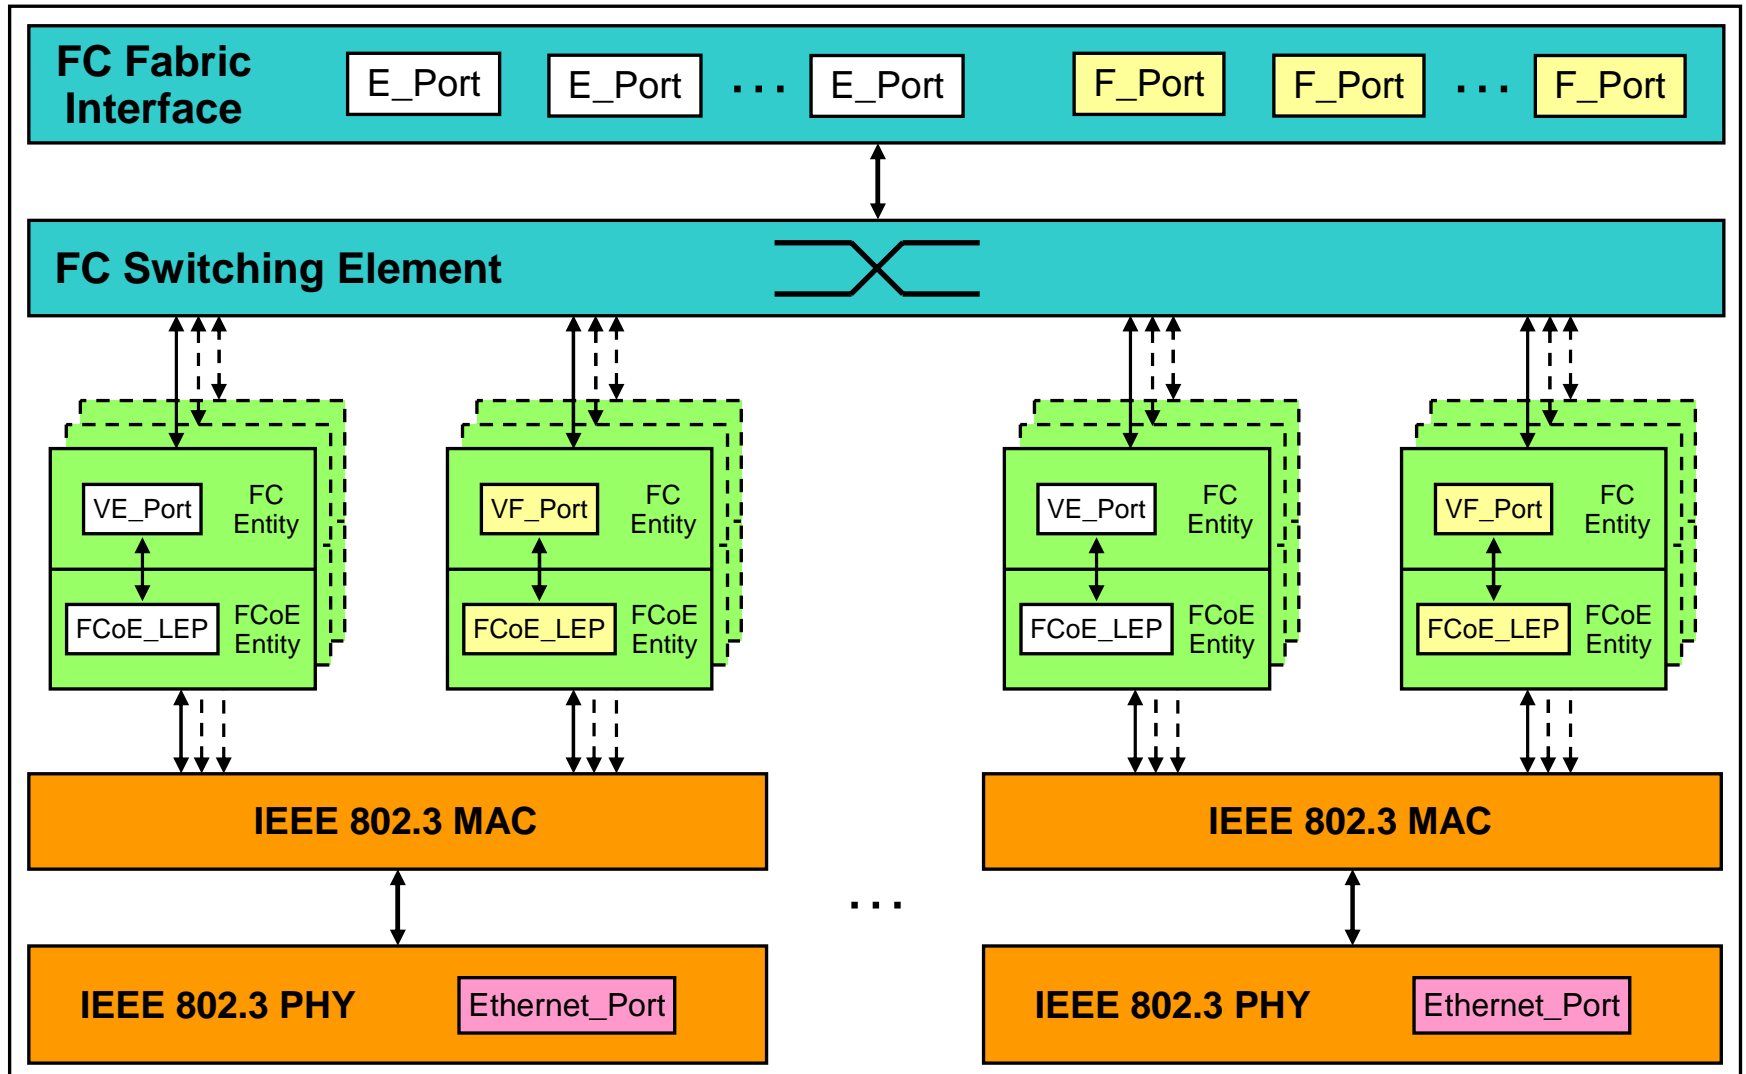 FC Fabric
Interface
E_Port
E_Port
...
E_Port
F_Port
F_Port
...
F_Port
FC Switching Element
VE_Port
FC
Entity
FCoE_LEP
FCoE
Entity
VF_Port
FC
Entity
FCoE_LEP
FCoE
Entity
VE_Port
FC
Entity
FCoE_LEP
FCoE
Entity
VF_Port
FC
Entity
FCoE_LEP
FCoE
Entity
IEEE 802.3 MAC
IEEE 802.3 MAC
...
IEEE 802.3 PHY
Ethernet_Port
IEEE 802.3 PHY
Ethernet_Port